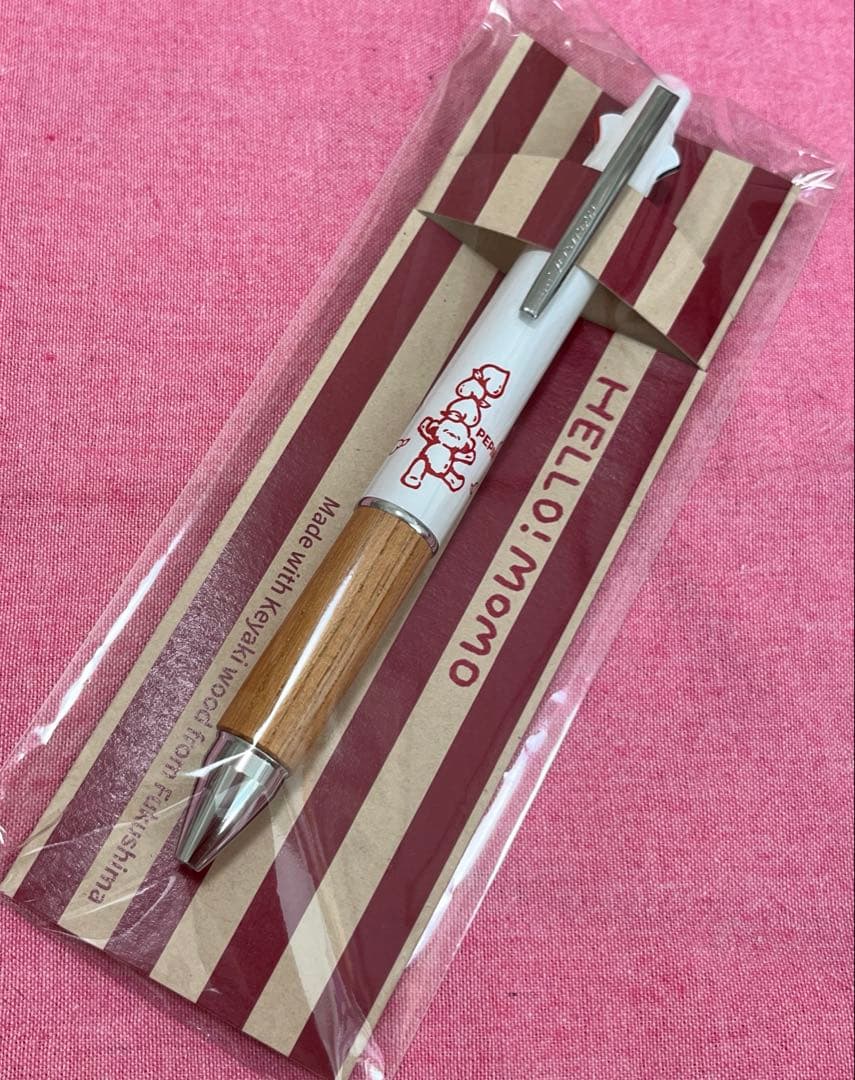 HELLO! MOMO
Made with Keyaki wood from Fukushima